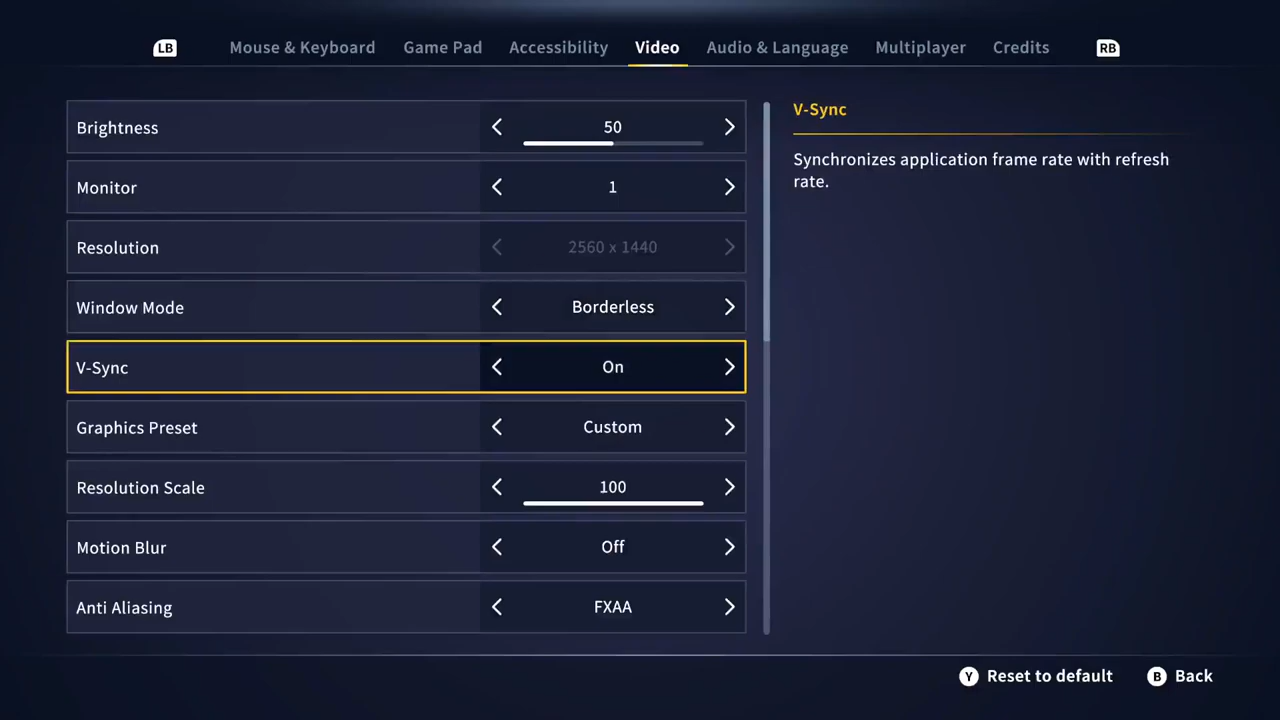 LB Mouse & Keyboard Game Pad Accessibility Video Audio & Language Multiplayer Credits RB
Brightness 50
Monitor 1
Resolution 2560 x 1440
Window Mode Borderless
V-Sync On
Graphics Preset Custom
Resolution Scale 100
Motion Blur Off
Anti Aliasing FXAA
V-Sync
Synchronizes application frame rate with refresh
rate.
Y Reset to default B Back